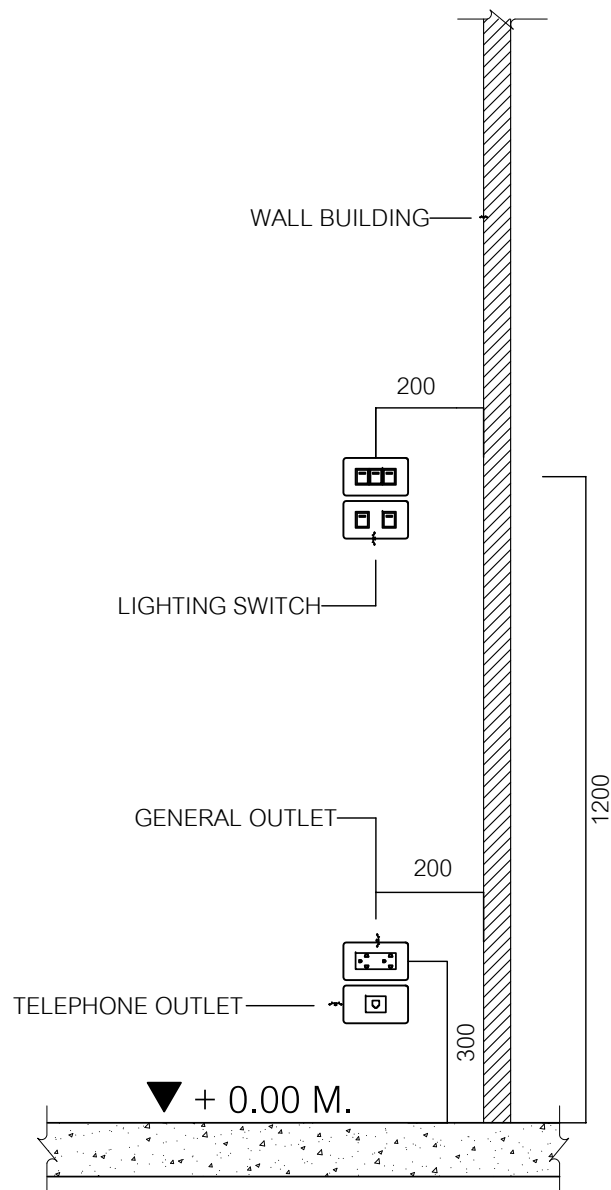 WALL BUILDING
200
LIGHTING SWITCH
1200
GENERAL OUTLET
200
TELEPHONE OUTLET
300
+ 0.00 M.